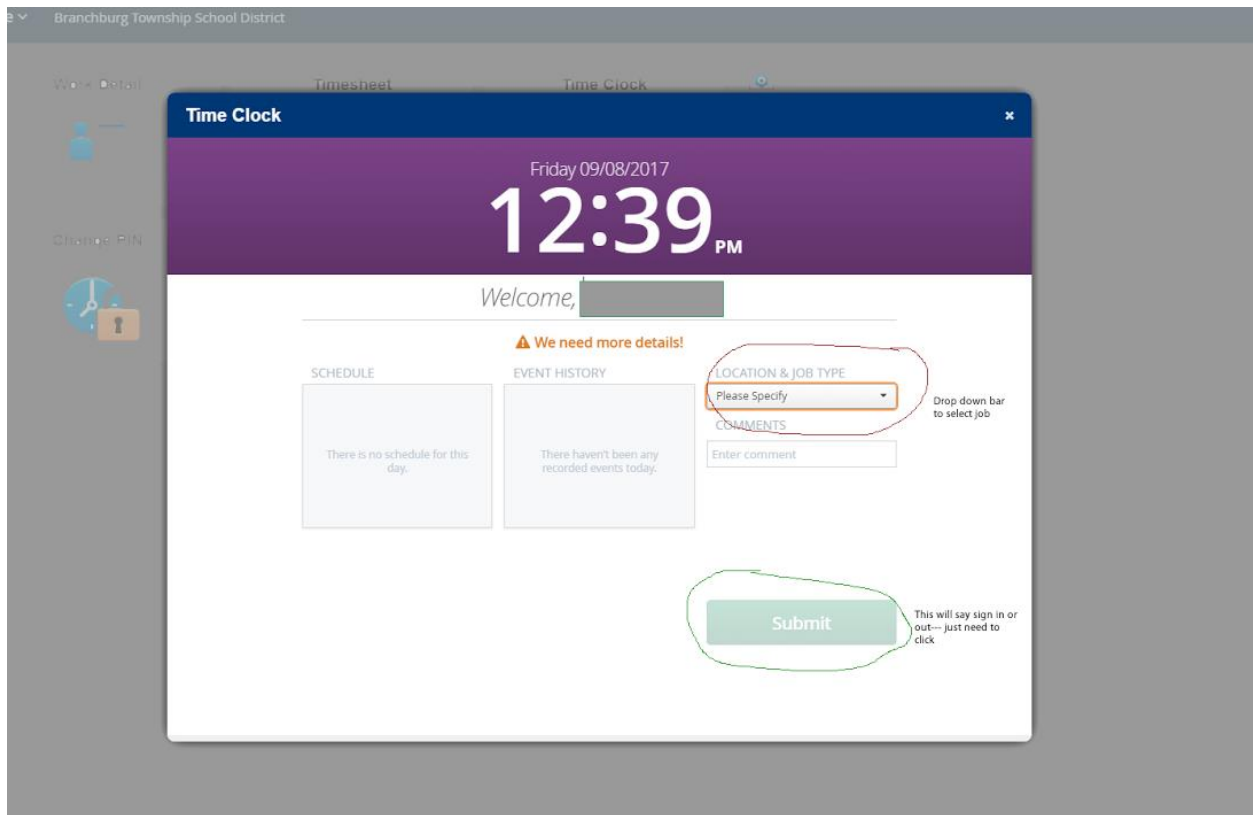 Branchburg Township School District
Work Detail Timesheet Time Clock
Time Clock
Friday 09/08/2017
12:39 PM
Change PIN
Welcome,
We need more details!
SCHEDULE
There is no schedule for this
day.
EVENT HISTORY
There haven't been any
recorded events today.
LOCATION & JOB TYPE
Please Specify
Drop down bar
to select job
COMMENTS
Enter comment
Submit
This will say sign in or
out--- just need to
click